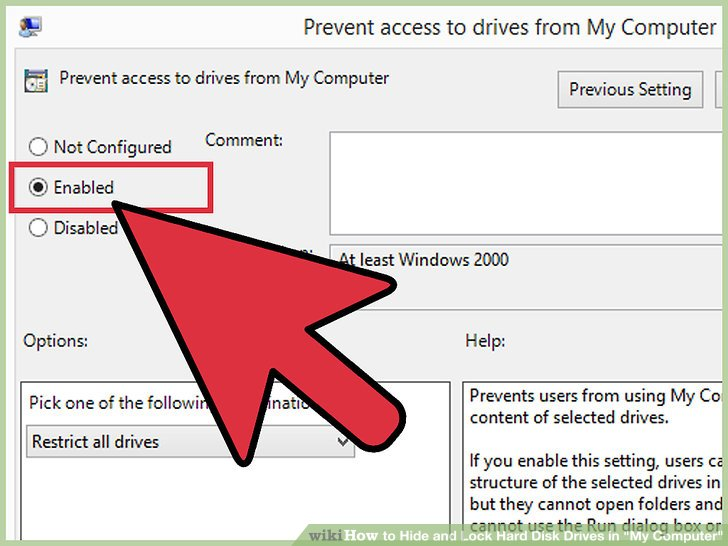 Prevent access to drives from My Computer
Prevent access to drives from My Computer
Previous Setting
Not Configured
Comment:
Enabled
Disabled
At least Windows 2000
Options:
Help:
Pick one of the following
Restrict all drives
Prevents users from using My Co
content of selected drives.
If you enable this setting, users ca
structure of the selected drives in
but they cannot open folders and
cannot use the Run dialog box or
wikiHow to Hide and Lock Hard Disk Drives in "My Computer"